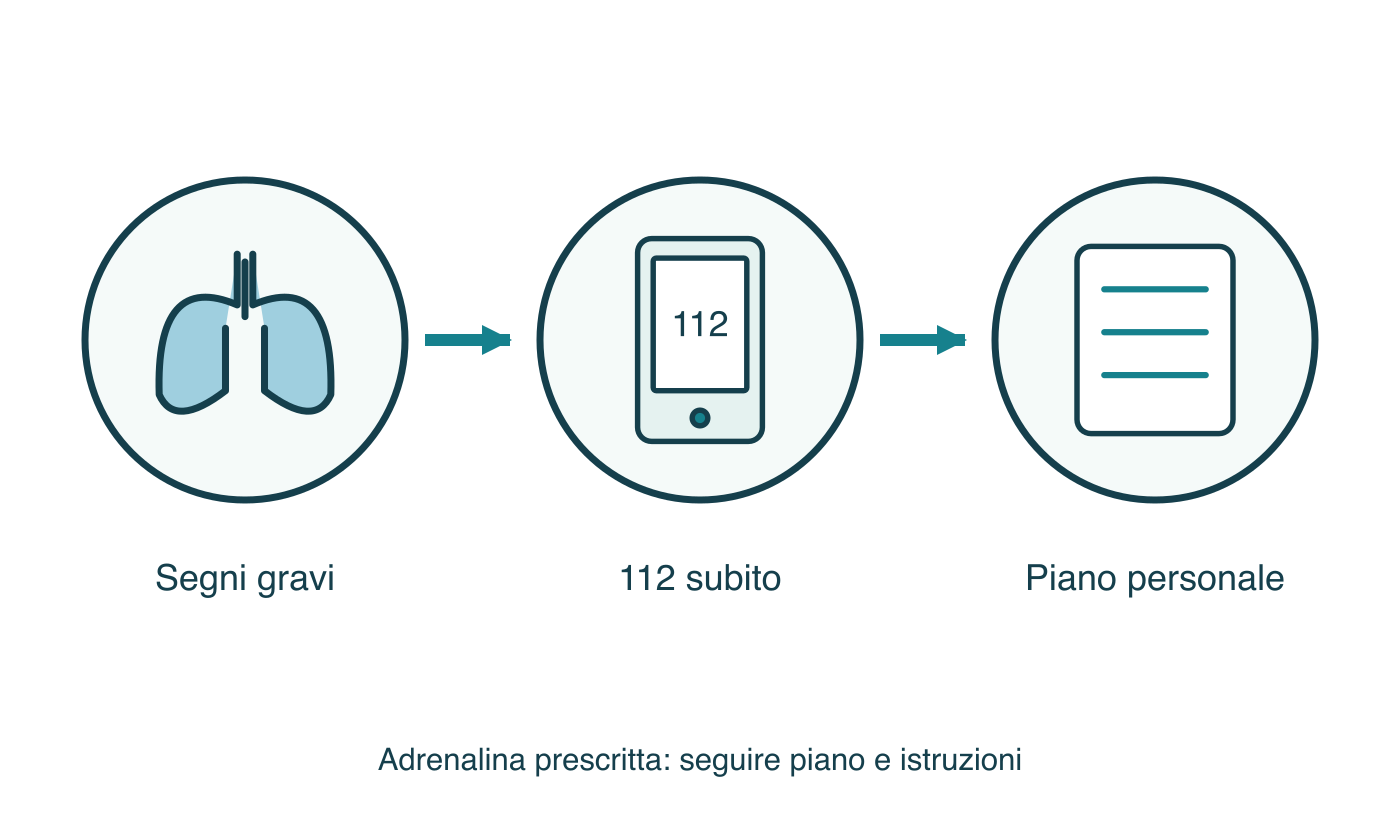 112
Segni gravi
112 subito
Piano personale
Adrenalina prescritta: seguire piano e istruzioni